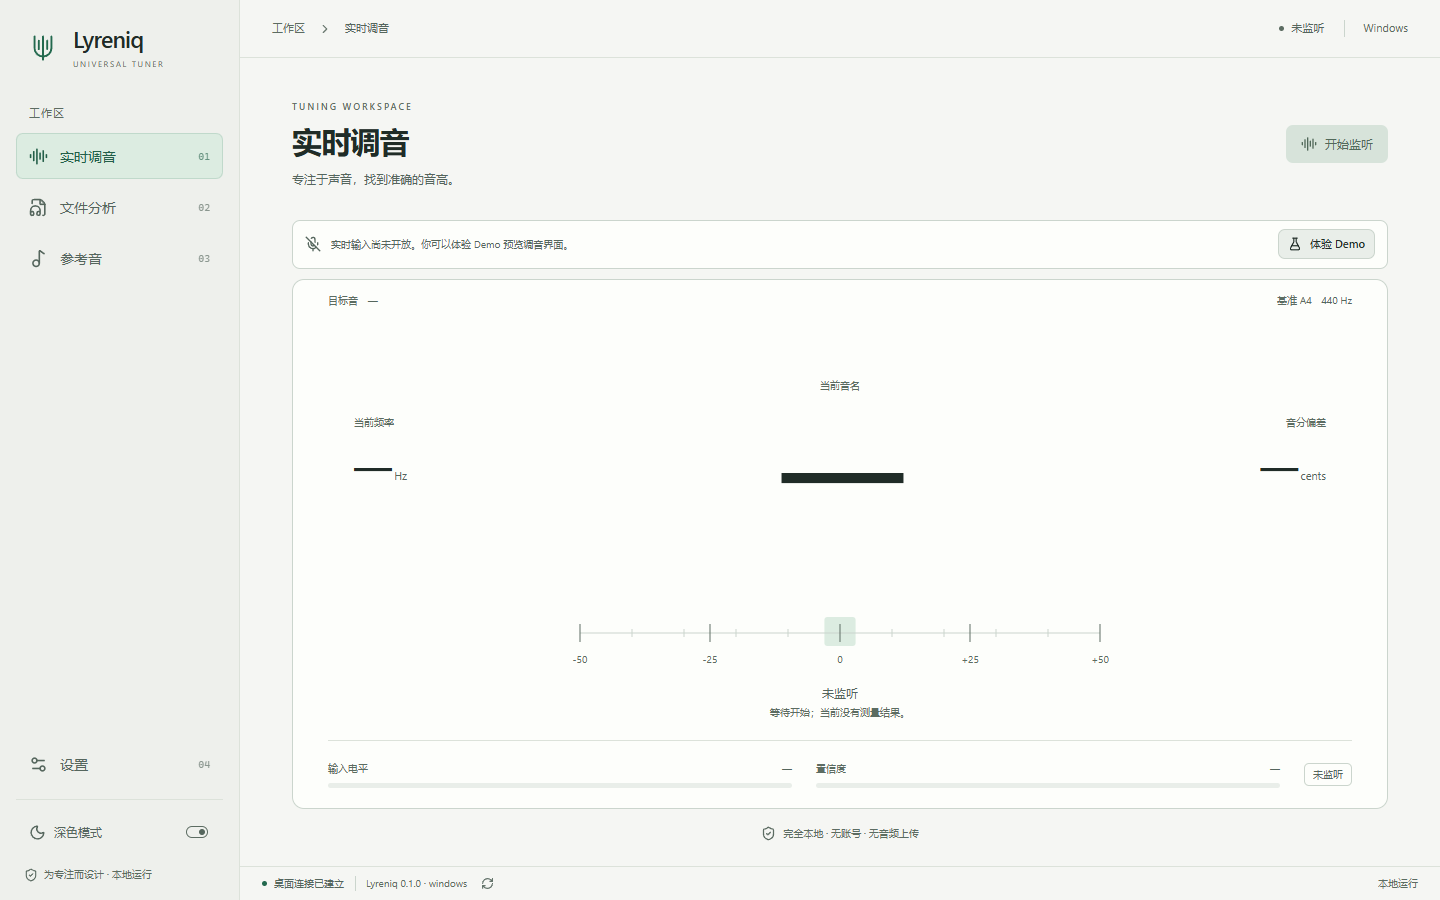 Lyreniq
UNIVERSAL TUNER
工作区
实时调音 01
文件分析 02
参考音 03
设置 04
深色模式
为专注而设计 · 本地运行
工作区 > 实时调音
未监听
Windows
TUNING WORKSPACE
实时调音
专注于声音，找到准确的音高。
开始监听
实时输入尚未开放。你可以体验 Demo 预览调音界面。
体验 Demo
目标音 —
基准 A4 440 Hz
当前音名
当前频率
— Hz
—
音分偏差
— cents
-50 -25 0 +25 +50
未监听
等待开始；当前没有测量结果。
输入电平 —
置信度 —
未监听
完全本地 · 无账号 · 无音频上传
桌面连接已建立
Lyreniq 0.1.0 · windows
本地运行